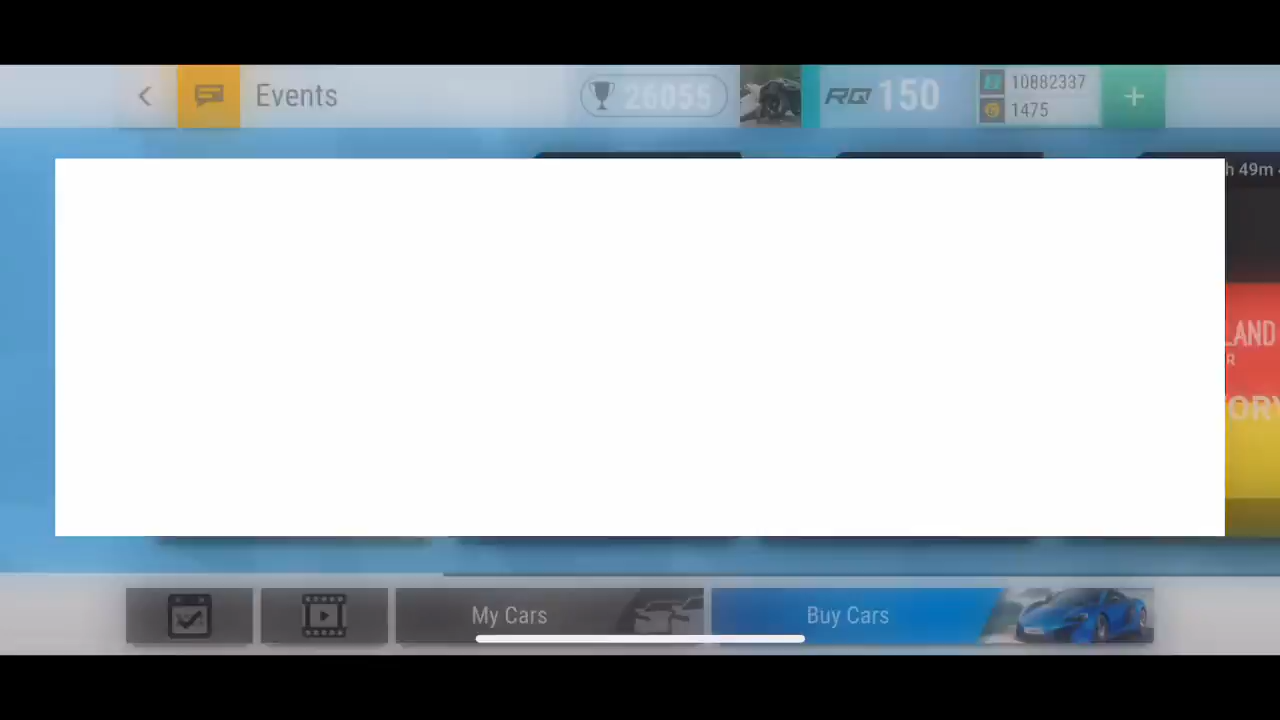 Events
26055
RQ 150
10882337
1475
h 49m
LAND
R
ORY
My Cars
Buy Cars